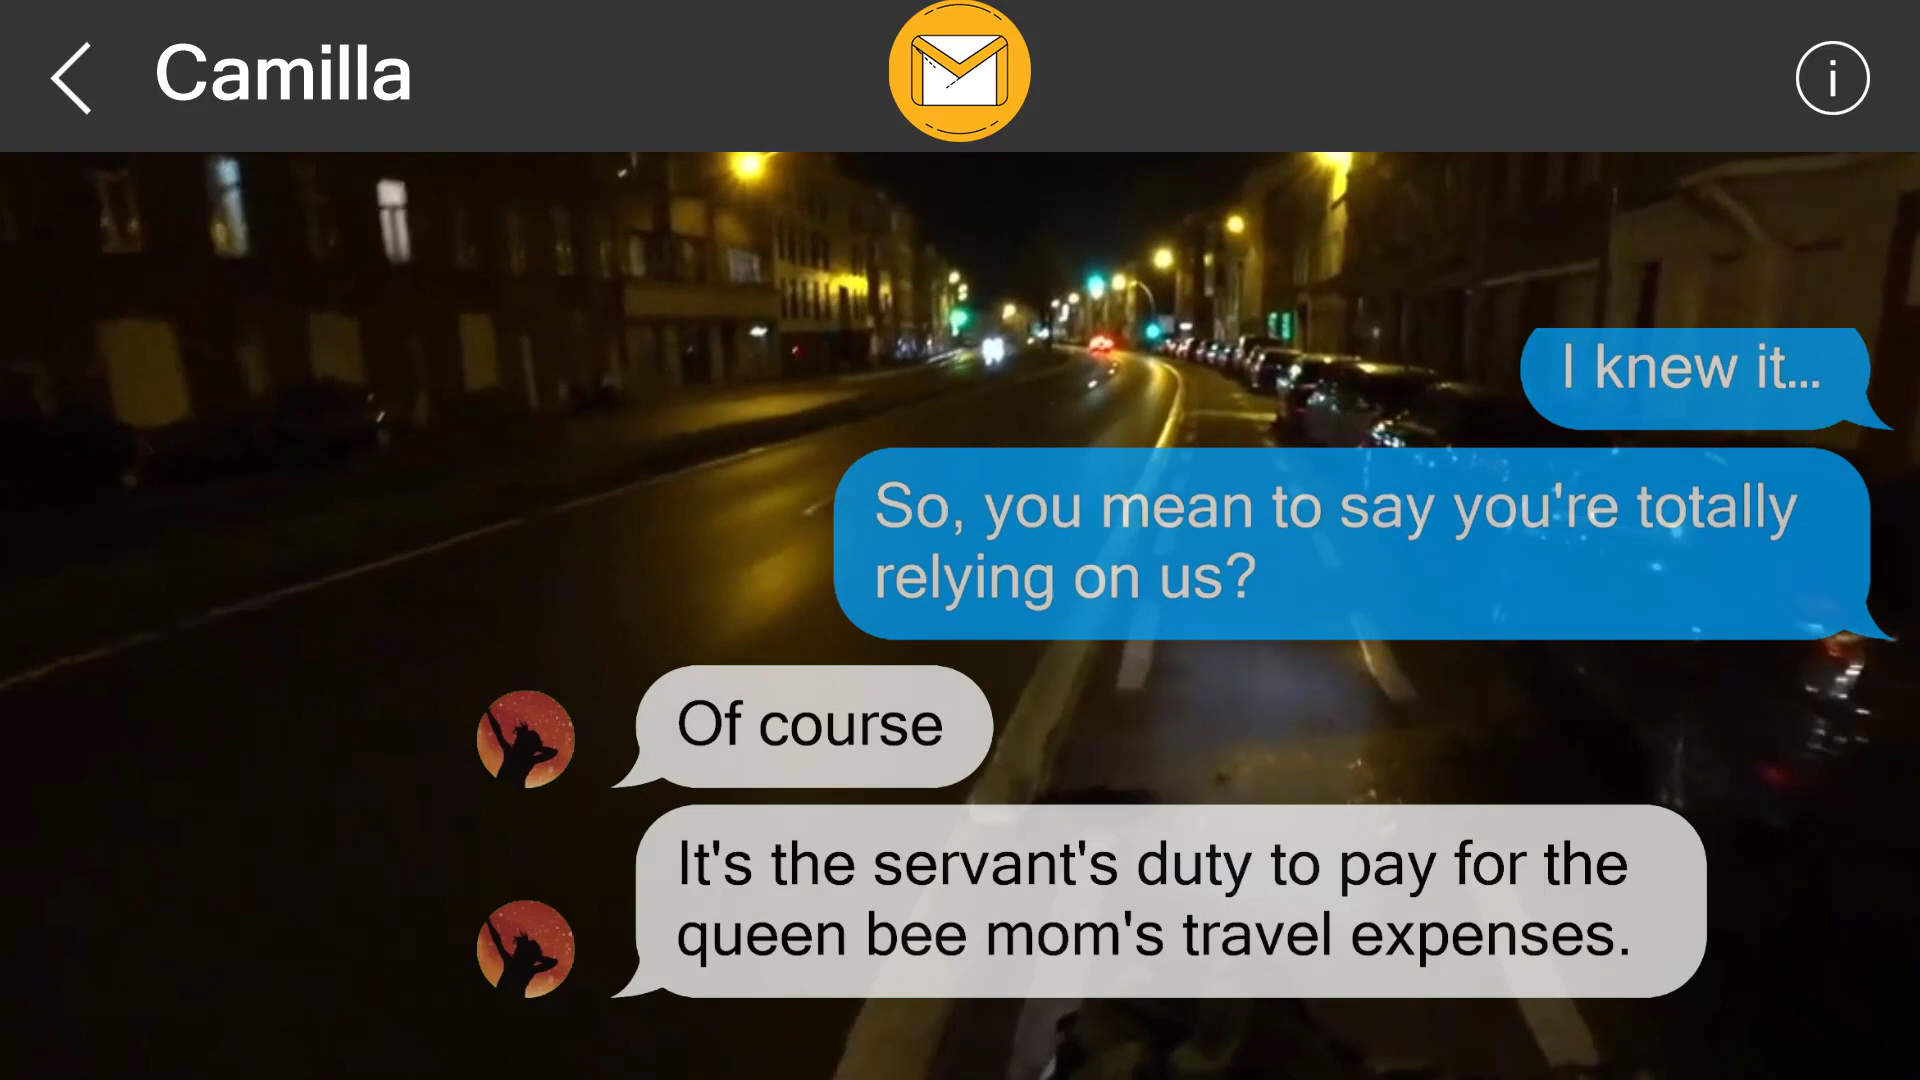 Camilla
i
I knew it...
So, you mean to say you're totally
relying on us?
Of course
It's the servant's duty to pay for the
queen bee mom's travel expenses.